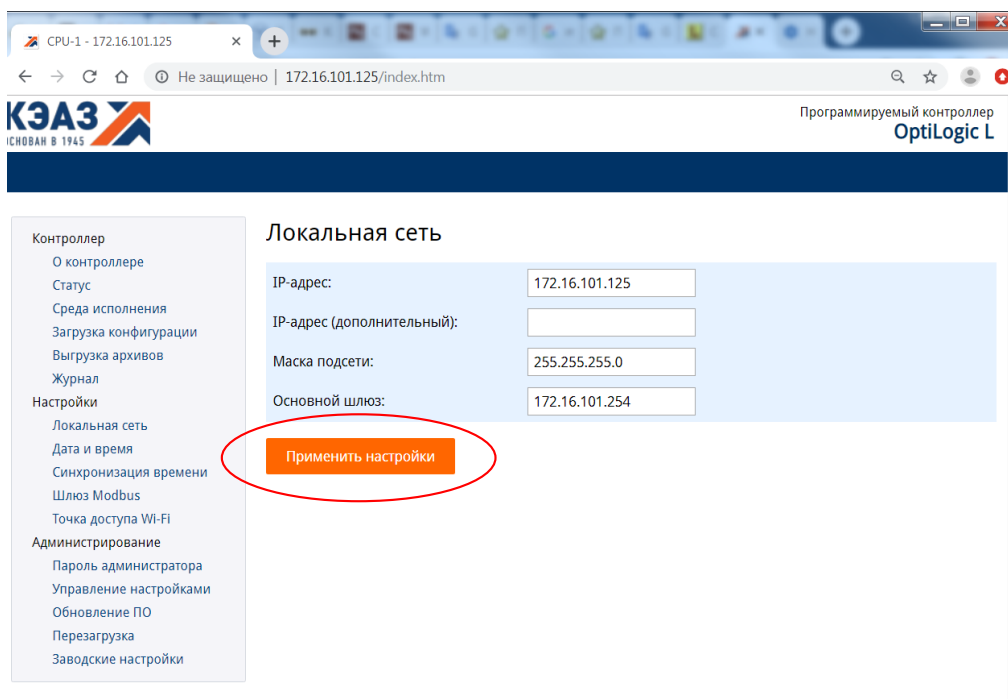 CPU-1 - 172.16.101.125
Не защищено | 172.16.101.125/index.htm
КЭАЗ
ОСНОВАН В 1945
Программируемый контроллер
OptiLogic L
Контроллер
О контроллере
Статус
Среда исполнения
Загрузка конфигурации
Выгрузка архивов
Журнал
Настройки
Локальная сеть
Дата и время
Синхронизация времени
Шлюз Modbus
Точка доступа Wi-Fi
Администрирование
Пароль администратора
Управление настройками
Обновление ПО
Перезагрузка
Заводские настройки
Локальная сеть
IP-адрес: 172.16.101.125
IP-адрес (дополнительный):
Маска подсети: 255.255.255.0
Основной шлюз: 172.16.101.254
Применить настройки